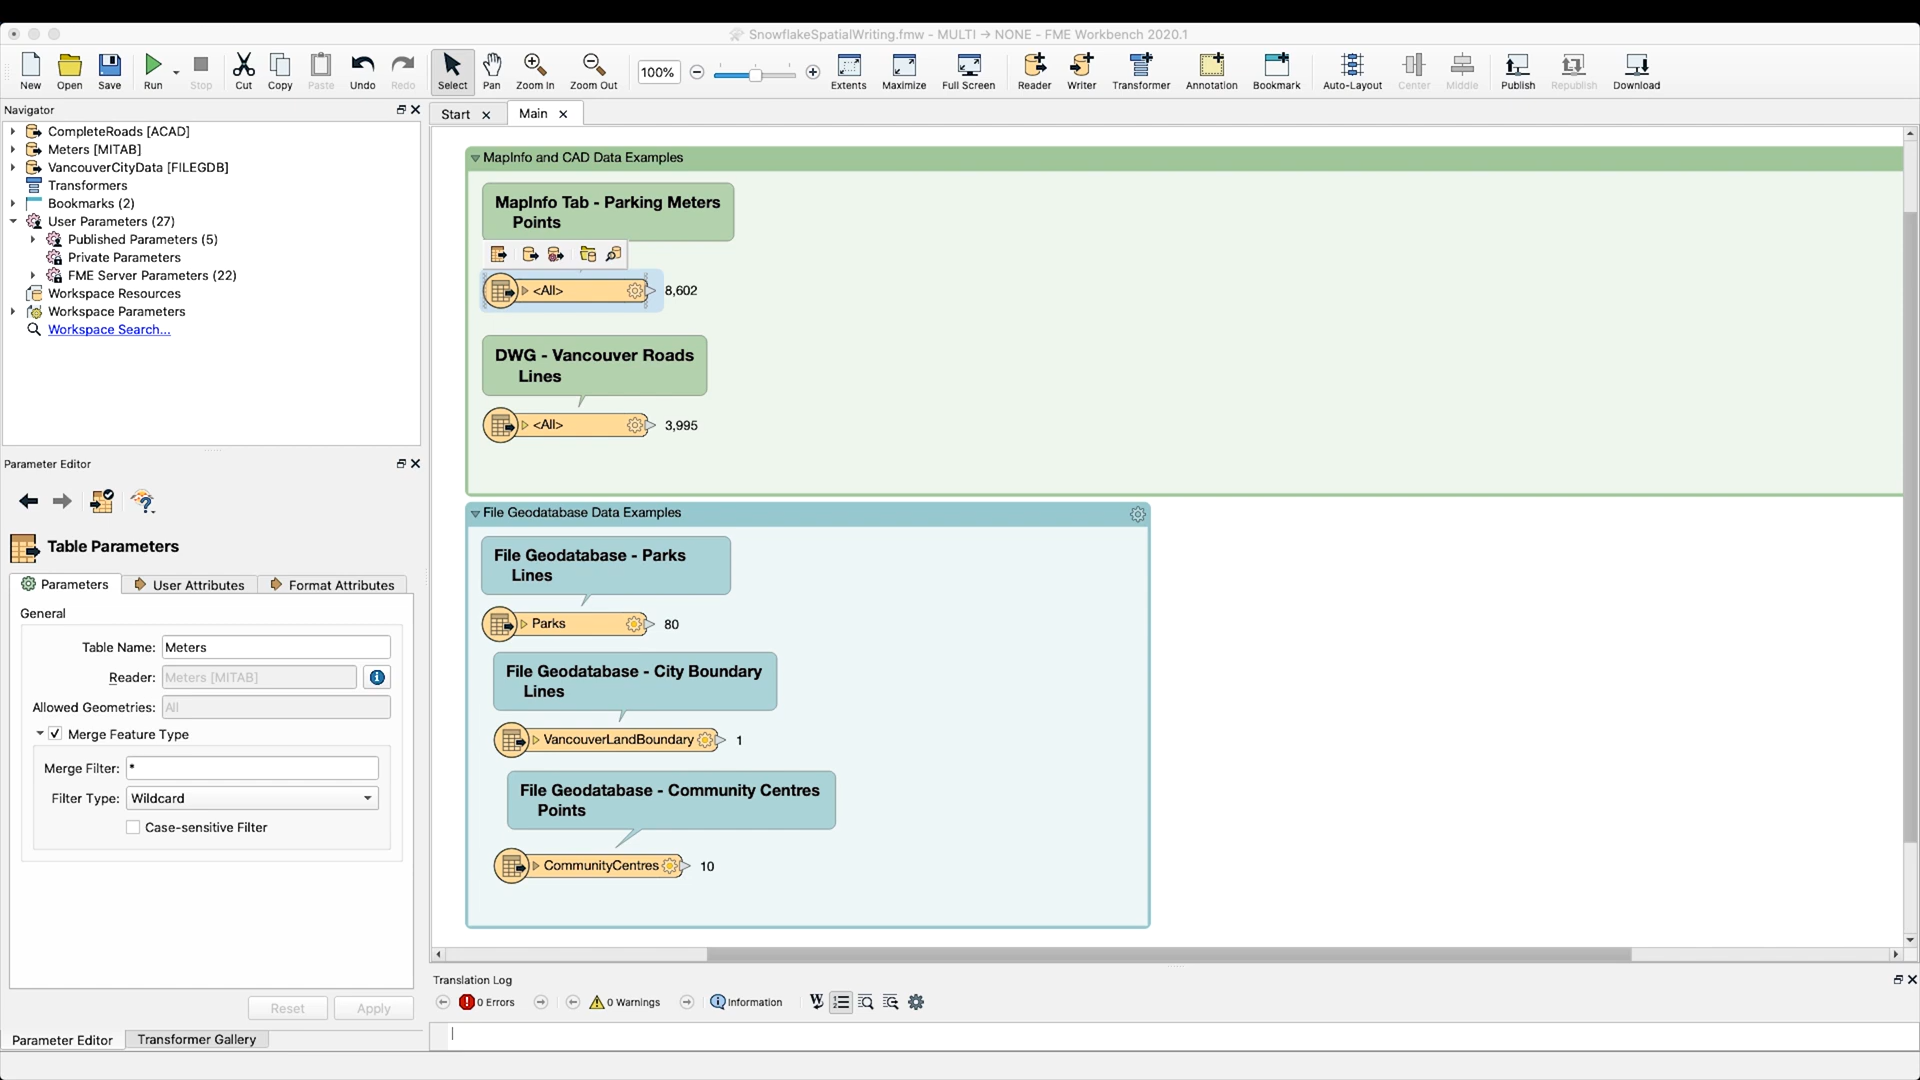 SnowflakeSpatialWriting.fmw - MULTI → NONE - FME Workbench 2020.1
New Open Save Run Stop Cut Copy Paste Undo Redo Select Pan Zoom In Zoom Out 100% Extents Maximize Full Screen Reader Writer Transformer Annotation Bookmark Auto-Layout Center Middle Publish Republish Download
Navigator
CompleteRoads [ACAD]
Meters [MITAB]
VancouverCityData [FILEGDB]
Transformers
Bookmarks (2)
User Parameters (27)
Published Parameters (5)
Private Parameters
FME Server Parameters (22)
Workspace Resources
Workspace Parameters
Workspace Search...
Parameter Editor
Table Parameters
Parameters User Attributes Format Attributes
General
Table Name: Meters
Reader: Meters [MITAB]
Allowed Geometries: All
Merge Feature Type
Merge Filter: *
Filter Type: Wildcard
Case-sensitive Filter
Reset Apply
Parameter Editor Transformer Gallery
Start Main
MapInfo and CAD Data Examples
MapInfo Tab - Parking Meters
Points
<All> 8,602
DWG - Vancouver Roads
Lines
<All> 3,995
File Geodatabase Data Examples
File Geodatabase - Parks
Lines
Parks 80
File Geodatabase - City Boundary
Lines
VancouverLandBoundary 1
File Geodatabase - Community Centres
Points
CommunityCentres 10
Translation Log
0 Errors 0 Warnings Information